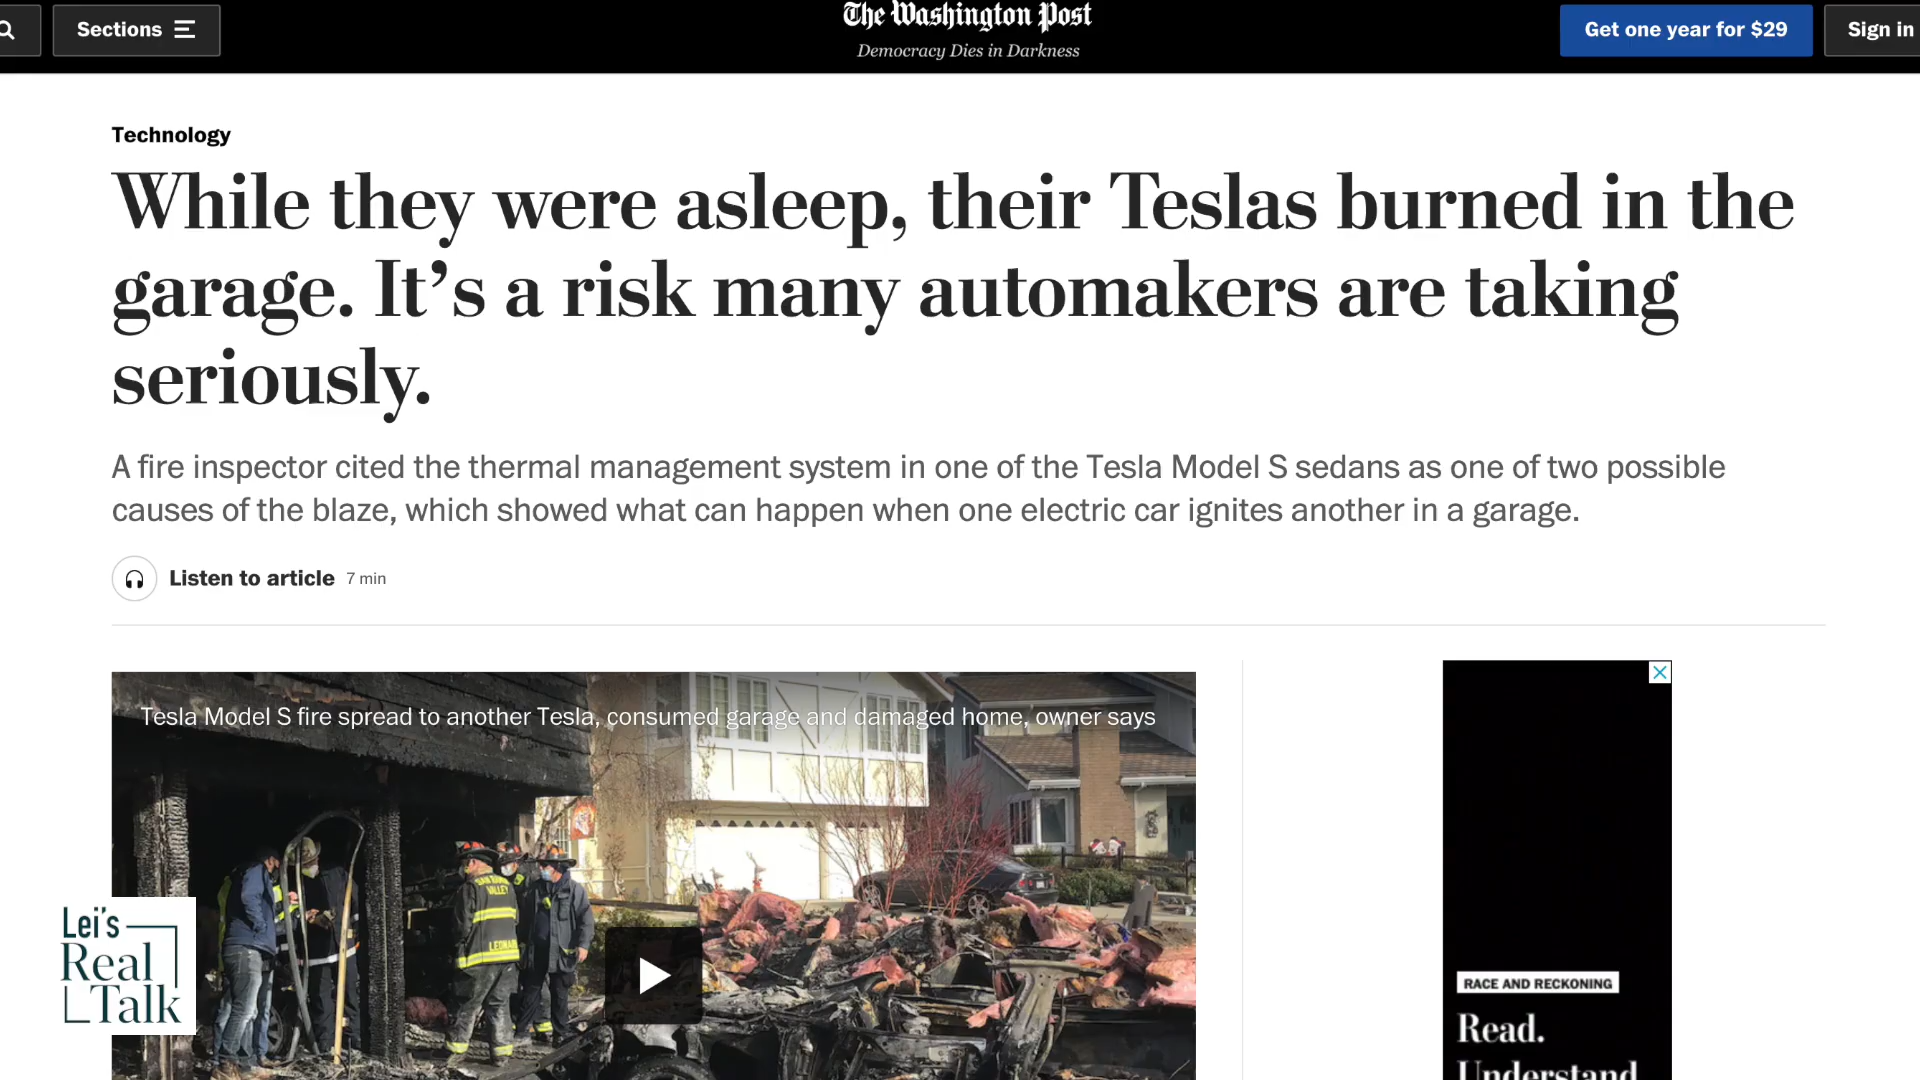 Sections
The Washington Post
Democracy Dies in Darkness
Get one year for $29
Sign in
Technology
While they were asleep, their Teslas burned in the
garage. It’s a risk many automakers are taking
seriously.
A fire inspector cited the thermal management system in one of the Tesla Model S sedans as one of two possible
causes of the blaze, which showed what can happen when one electric car ignites another in a garage.
Listen to article 7 min
Tesla Model S fire spread to another Tesla, consumed garage and damaged home, owner says
VALLEY
Lei's
Real
Talk
RACE AND RECKONING
Read.
Understand